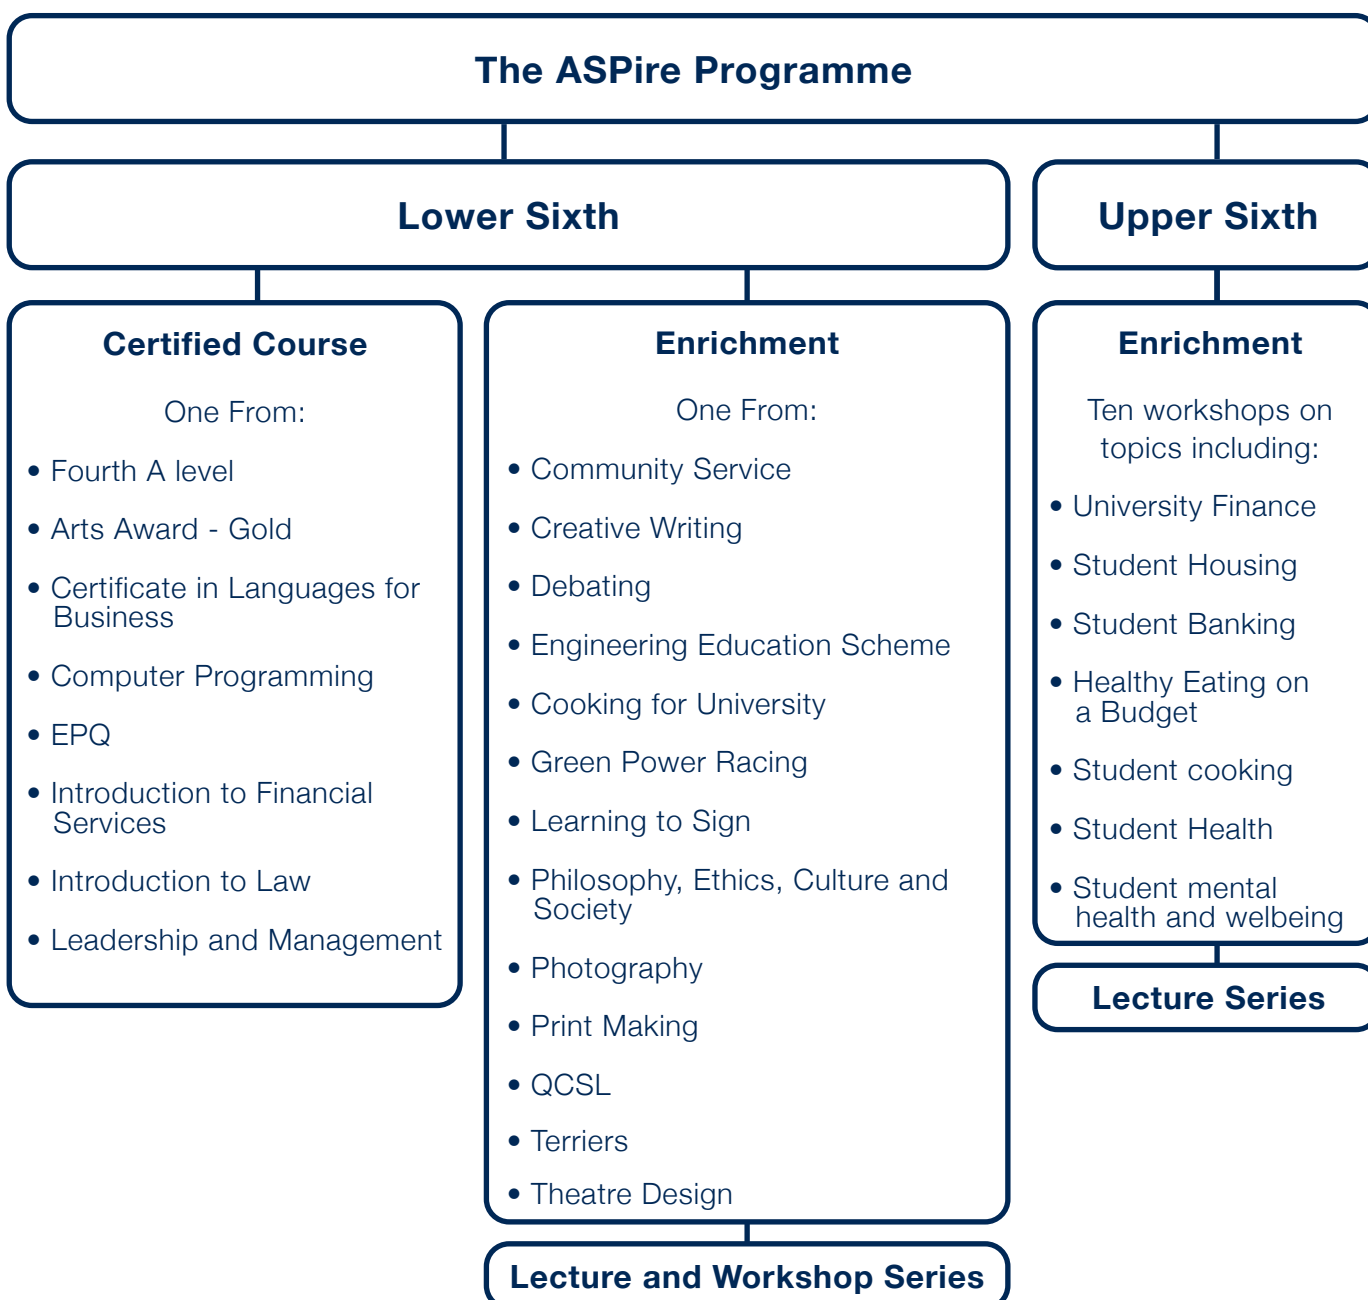 The ASPire Programme
Lower Sixth
Upper Sixth
Certified Course
One From:
• Fourth A level
• Arts Award - Gold
• Certificate in Languages for
Business
• Computer Programming
• EPQ
• Introduction to Financial
Services
• Introduction to Law
• Leadership and Management
Enrichment
One From:
• Community Service
• Creative Writing
• Debating
• Engineering Education Scheme
• Cooking for University
• Green Power Racing
• Learning to Sign
• Philosophy, Ethics, Culture and
Society
• Photography
• Print Making
• QCSL
• Terriers
• Theatre Design
Lecture and Workshop Series
Enrichment
Ten workshops on
topics including:
• University Finance
• Student Housing
• Student Banking
• Healthy Eating on
a Budget
• Student cooking
• Student Health
• Student mental
health and welbeing
Lecture Series